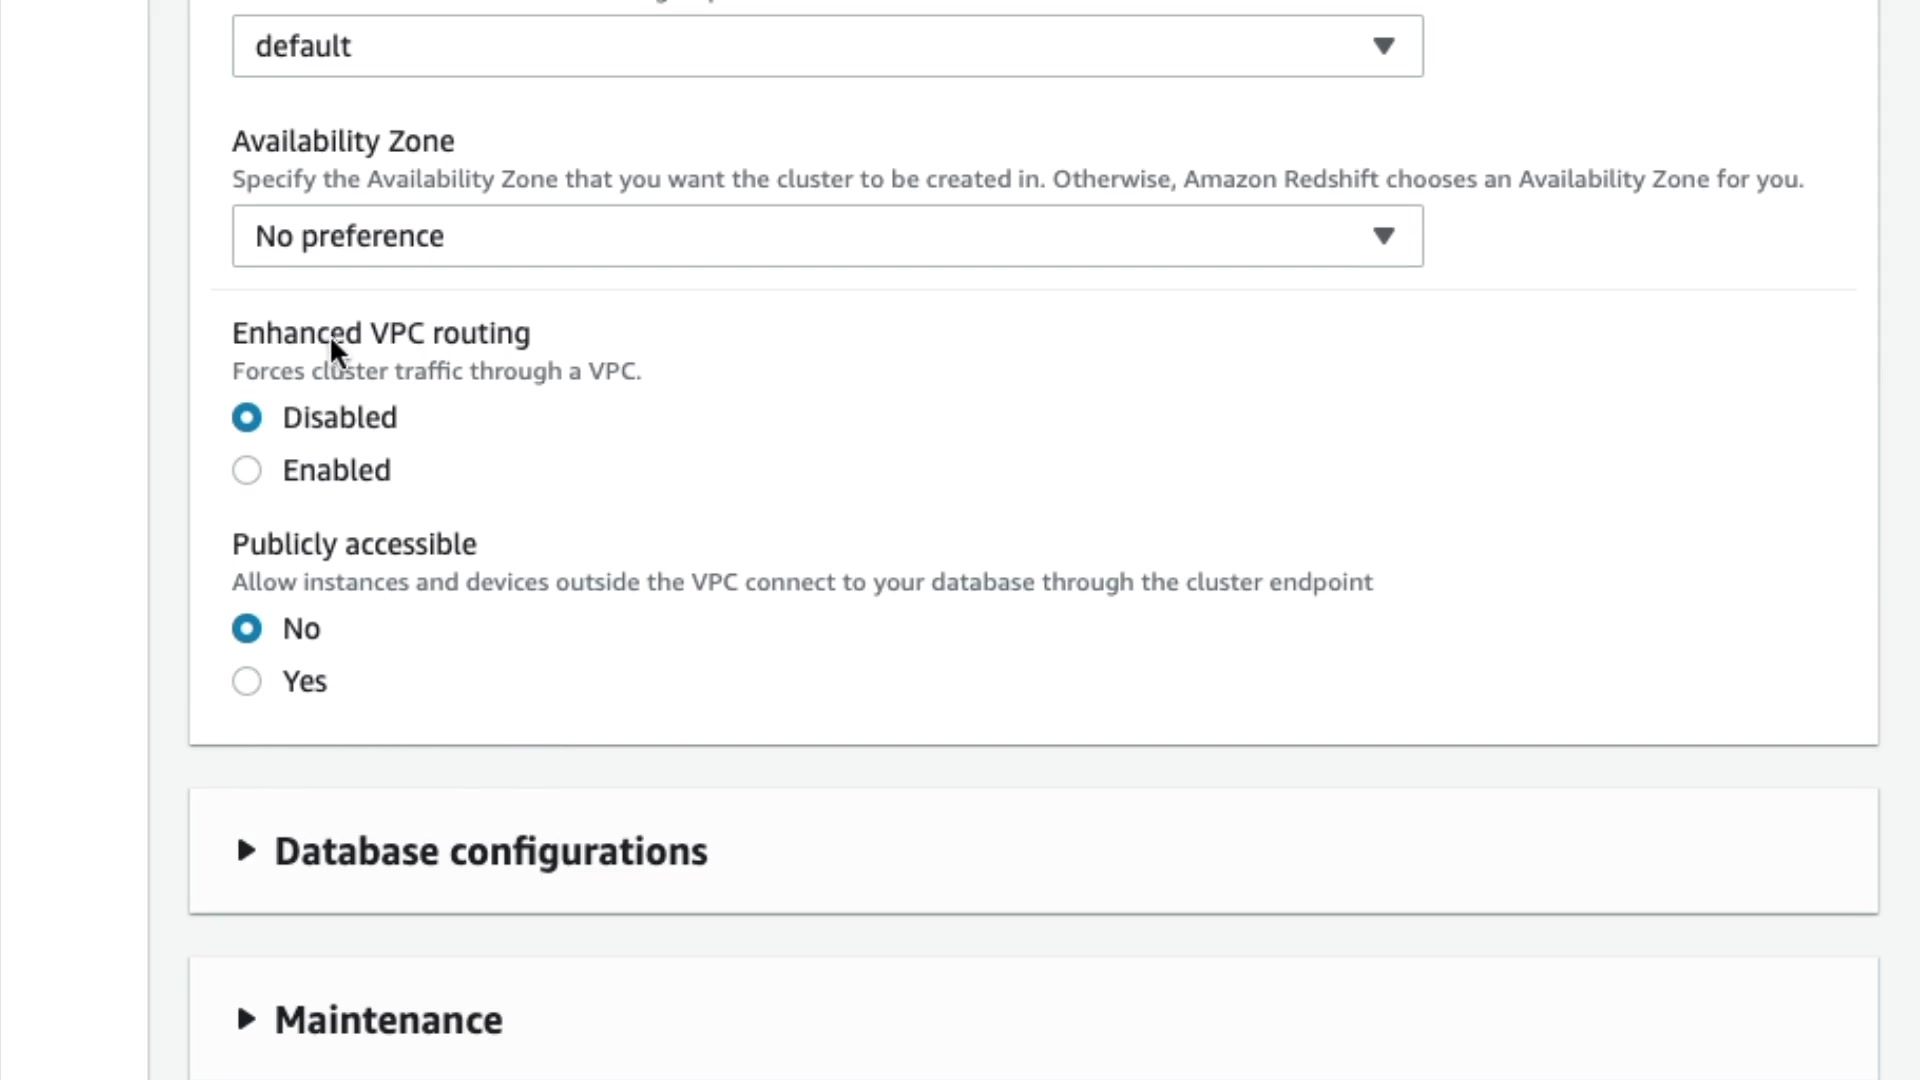 default
Availability Zone
Specify the Availability Zone that you want the cluster to be created in. Otherwise, Amazon Redshift chooses an Availability Zone for you.
No preference
Enhanced VPC routing
Forces cluster traffic through a VPC.
Disabled
Enabled
Publicly accessible
Allow instances and devices outside the VPC connect to your database through the cluster endpoint
No
Yes
Database configurations
Maintenance